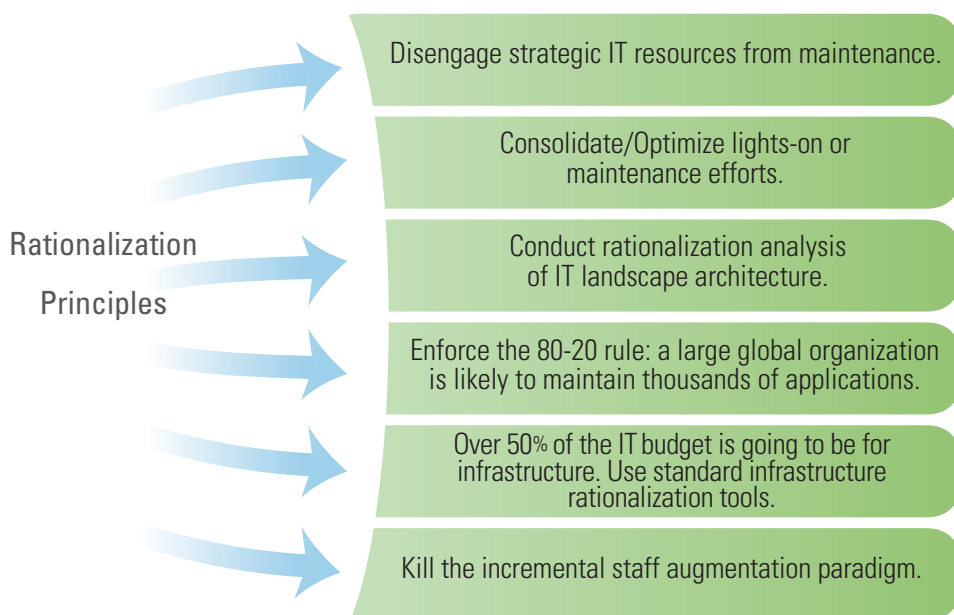 Rationalization
Principles
Disengage strategic IT resources from maintenance.
Consolidate/Optimize lights-on or
maintenance efforts.
Conduct rationalization analysis
of IT landscape architecture.
Enforce the 80-20 rule: a large global organization
is likely to maintain thousands of applications.
Over 50% of the IT budget is going to be for
infrastructure. Use standard infrastructure
rationalization tools.
Kill the incremental staff augmentation paradigm.